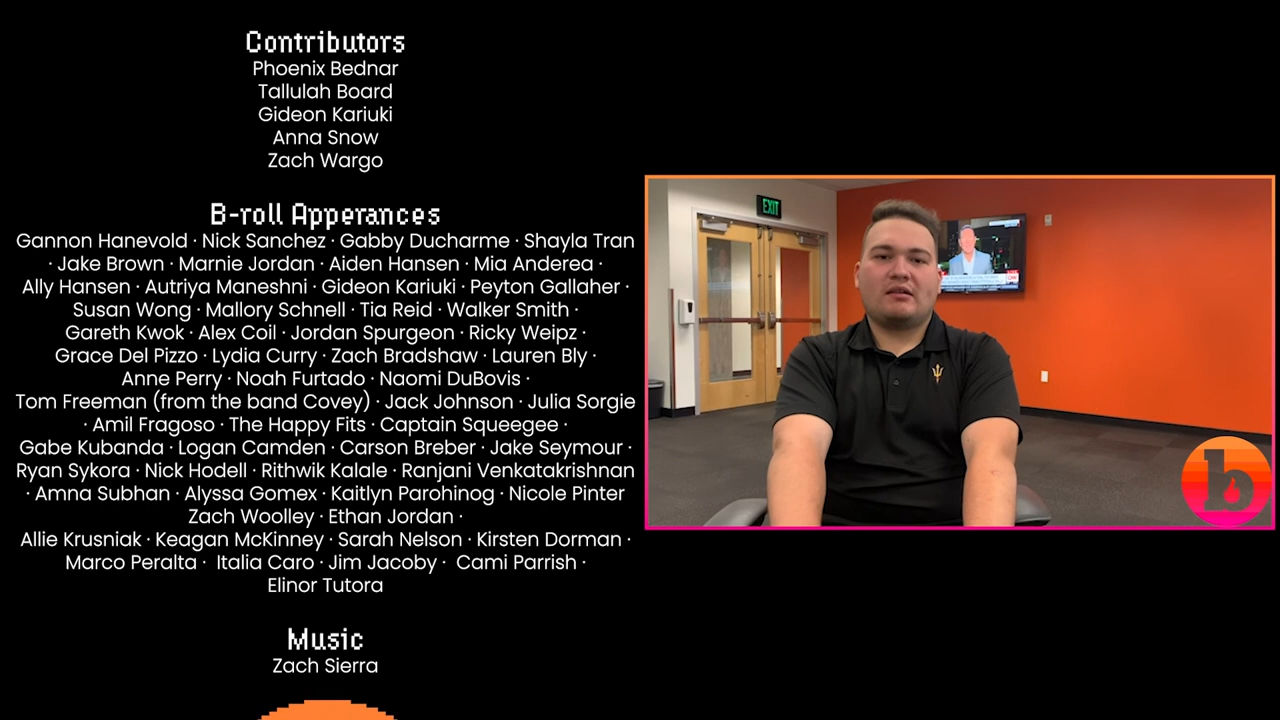 Contributors
Phoenix Bednar
Tallulah Board
Gideon Kariuki
Anna Snow
Zach Wargo
B-roll Apperances
Gannon Hanevold · Nick Sanchez · Gabby Ducharme · Shayla Tran
· Jake Brown · Marnie Jordan · Aiden Hansen · Mia Anderea ·
Ally Hansen · Autriya Maneshni · Gideon Kariuki · Peyton Gallaher ·
Susan Wong · Mallory Schnell · Tia Reid · Walker Smith ·
Gareth Kwok · Alex Coil · Jordan Spurgeon · Ricky Weipz ·
Grace Del Pizzo · Lydia Curry · Zach Bradshaw · Lauren Bly ·
Anne Perry · Noah Furtado · Naomi DuBovis ·
Tom Freeman (from the band Covey) · Jack Johnson · Julia Sorgie
· Amil Fragoso · The Happy Fits · Captain Squeegee ·
Gabe Kubanda · Logan Camden · Carson Breber · Jake Seymour ·
Ryan Sykora · Nick Hodell · Rithwik Kalale · Ranjani Venkatakrishnan
· Amna Subhan · Alyssa Gomex · Kaitlyn Parohinog · Nicole Pinter
Zach Woolley · Ethan Jordan ·
Allie Krusniak · Keagan McKinney · Sarah Nelson · Kirsten Dorman ·
Marco Peralta · Italia Caro · Jim Jacoby · Cami Parrish ·
Elinor Tutora
Music
Zach Sierra
EXIT
CNN
b